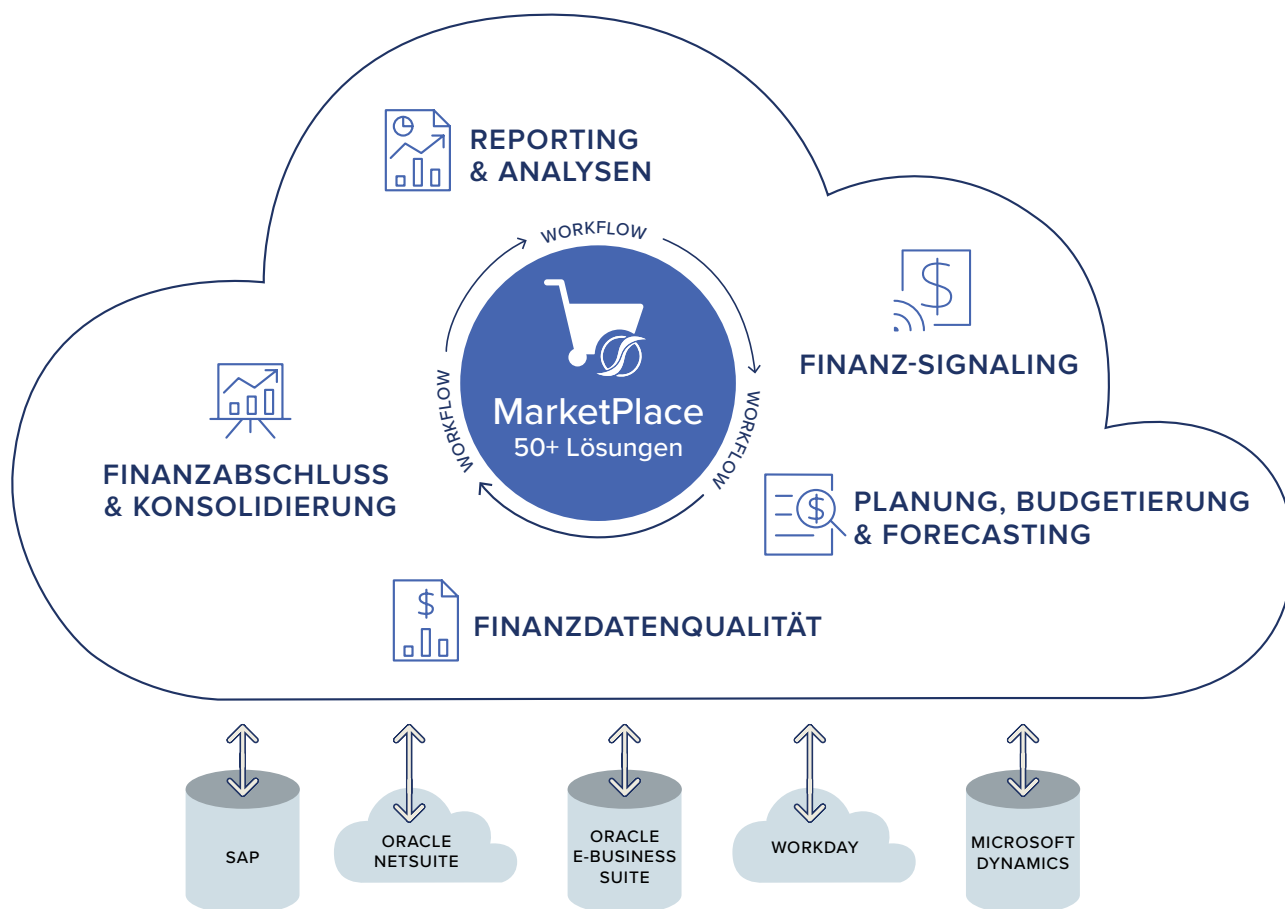 REPORTING
& ANALYSEN
WORKFLOW
FINANZ-SIGNALING
WORKFLOW
WORKFLOW
MarketPlace
50+ Lösungen
FINANZABSCHLUSS
& KONSOLIDIERUNG
PLANUNG, BUDGETIERUNG
& FORECASTING
FINANZDATENQUALITÄT
SAP
ORACLE
NETSUITE
ORACLE
E-BUSINESS
SUITE
WORKDAY
MICROSOFT
DYNAMICS